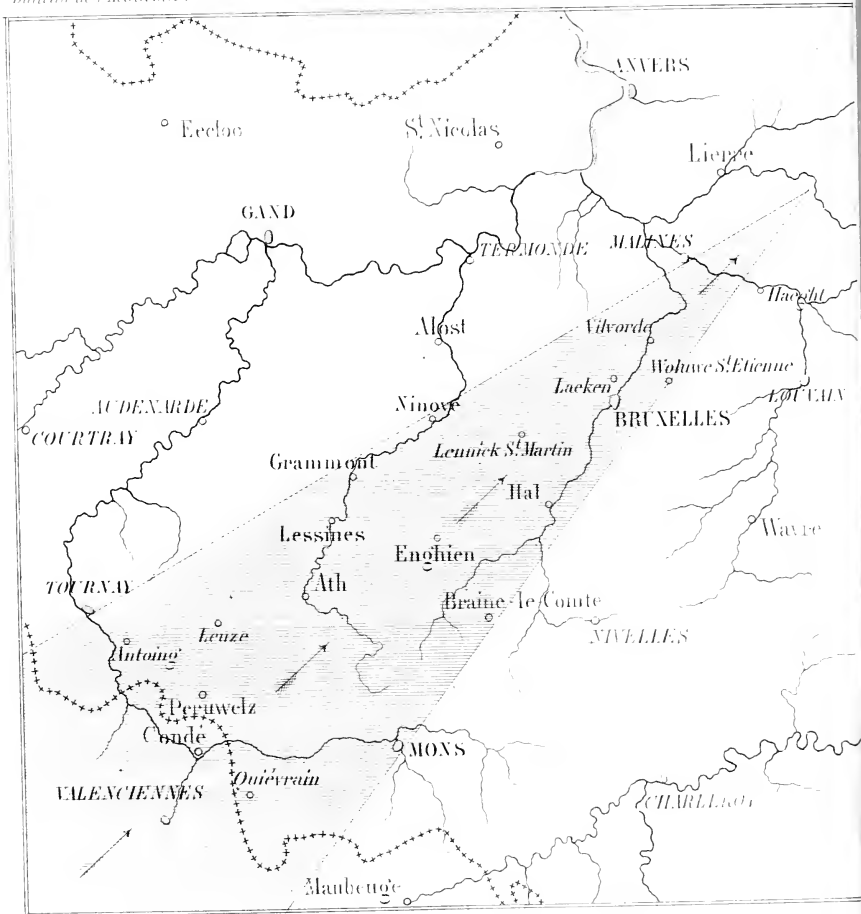 ANVERS
Eecloo
St. Nicolas
Lierre
GAND
TERMONDE
MALINES
Haecht
Alost
Vilvorde
Woluwe St. Etienne
Laeken
LOUVAIN
AUDENARDE
Ninove
BRUXELLES
COURTRAY
Lennick St. Martin
Grammont
Hal
Lessines
Wavre
Enghien
TOURNAY
Ath
Braine-le-Comte
Leuze
NIVELLES
Antoing
Peruwelz
Condé
MONS
Quiévrain
VALENCIENNES
CHARLEROY
Maubeuge